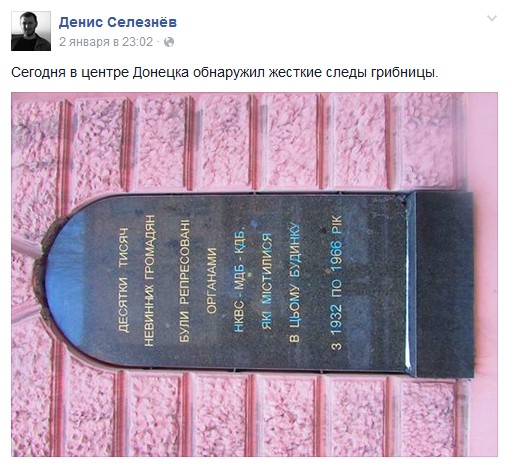 Денис Селезнёв
2 января в 23:02 ·
Сегодня в центре Донецка обнаружил жесткие следы грибницы.
ДЕСЯТКИ ТИСЯЧ
НЕВИННИХ ГРОМАДЯН
БУЛИ РЕПРЕСОВАНІ
ОРГАНАМИ
НКВС - МДБ - КДБ,
ЯКІ МІСТИЛИСЯ
В ЦЬОМУ БУДИНКУ
З 1932 ПО 1966 РІК